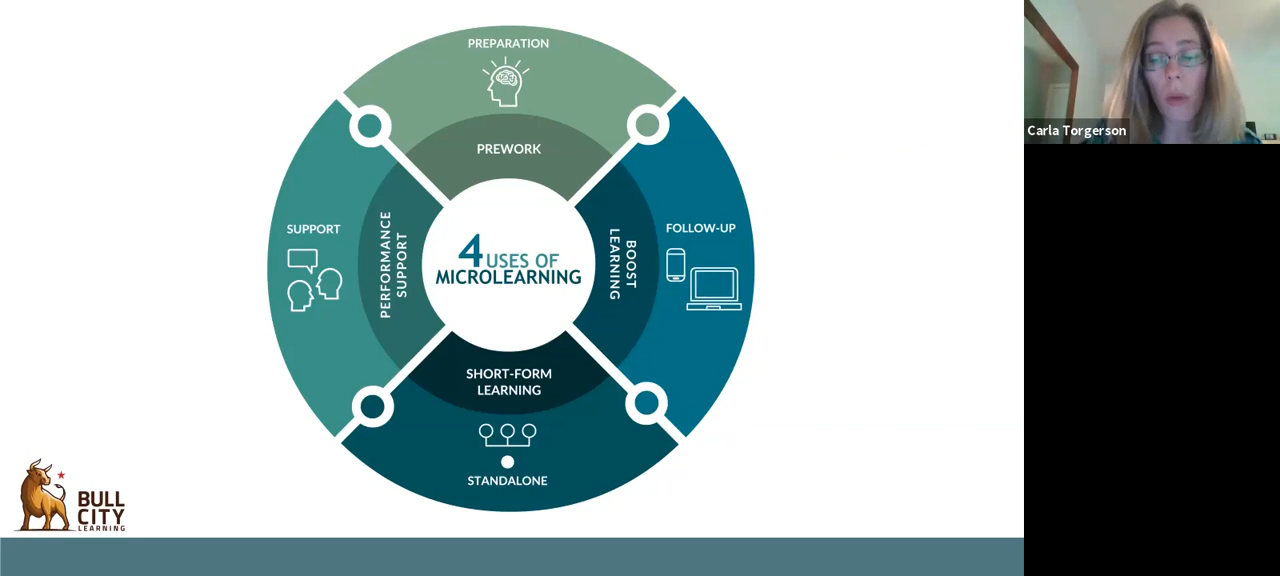 PREPARATION
PREWORK
SUPPORT
PERFORMANCE
SUPPORT
4 USES OF
MICROLEARNING
BOOST
LEARNING
FOLLOW-UP
SHORT-FORM
LEARNING
STANDALONE
BULL
CITY
LEARNING
Carla Torgerson